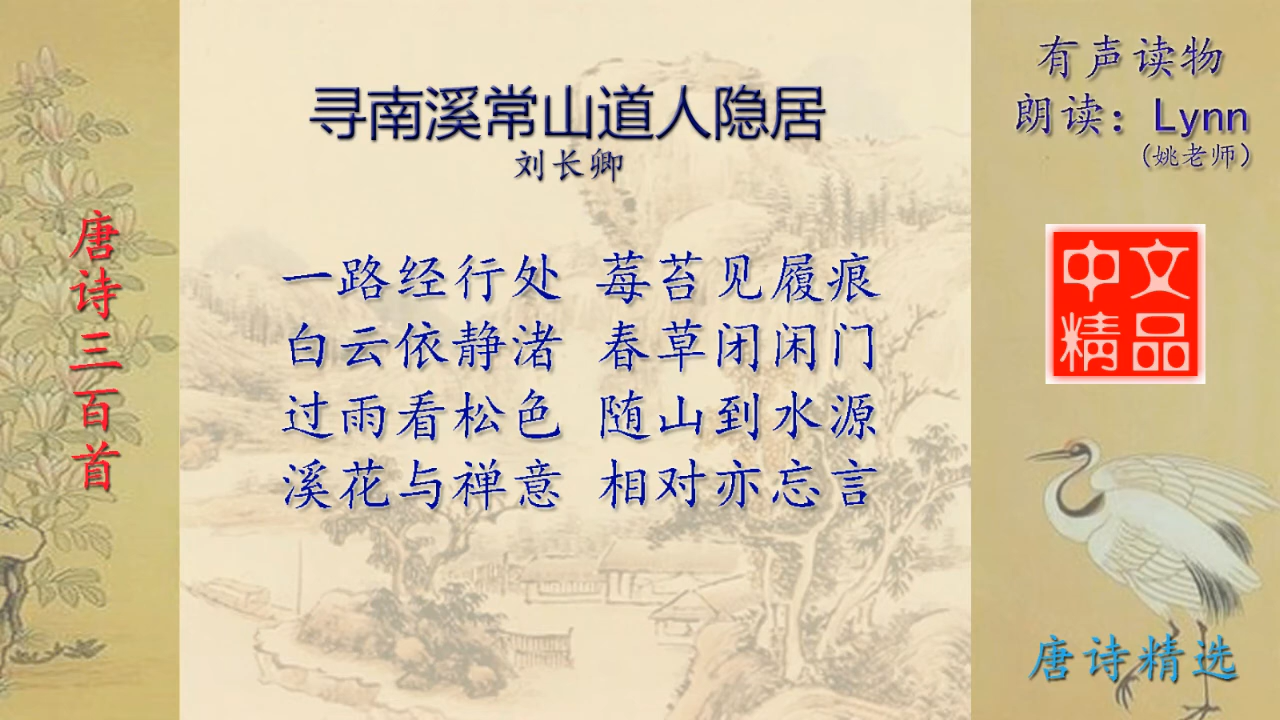 寻南溪常山道人隐居
刘长卿
一路经行处 莓苔见履痕
白云依静渚 春草闭闲门
过雨看松色 随山到水源
溪花与禅意 相对亦忘言
唐诗三百首
有声读物
朗读：Lynn
(姚老师)
中文
精品
唐诗精选